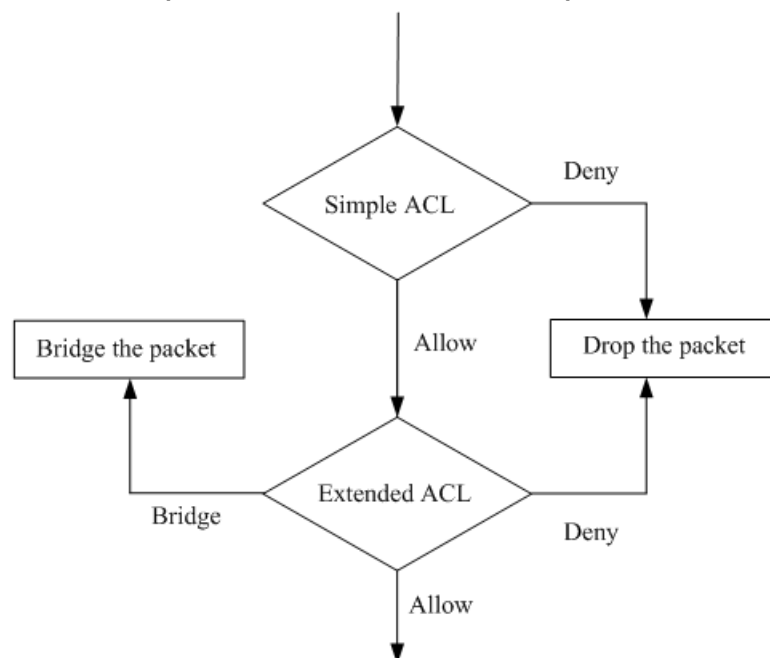 Deny
Simple ACL
Allow
Bridge the packet
Drop the packet
Extended ACL
Bridge
Deny
Allow